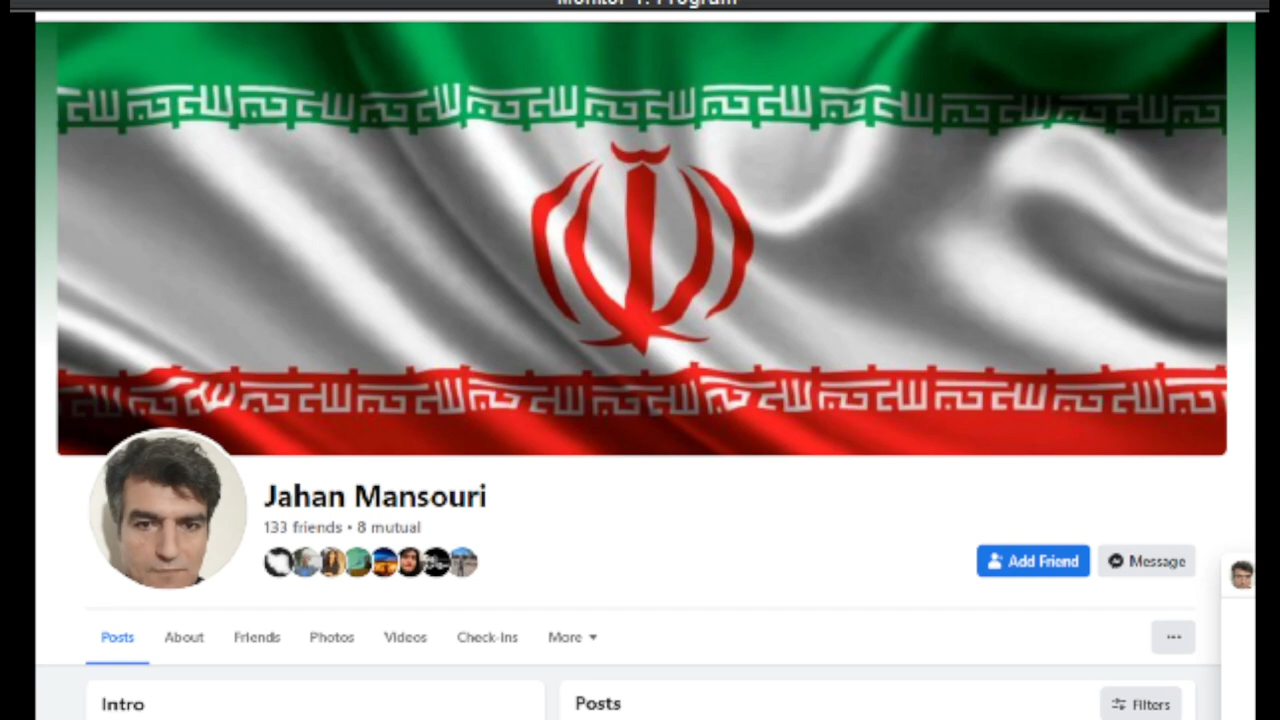 Monitor 1: Program
Jahan Mansouri
133 friends • 8 mutual
Add Friend
Message
Posts
About
Friends
Photos
Videos
Check-Ins
More
Intro
Posts
Filters